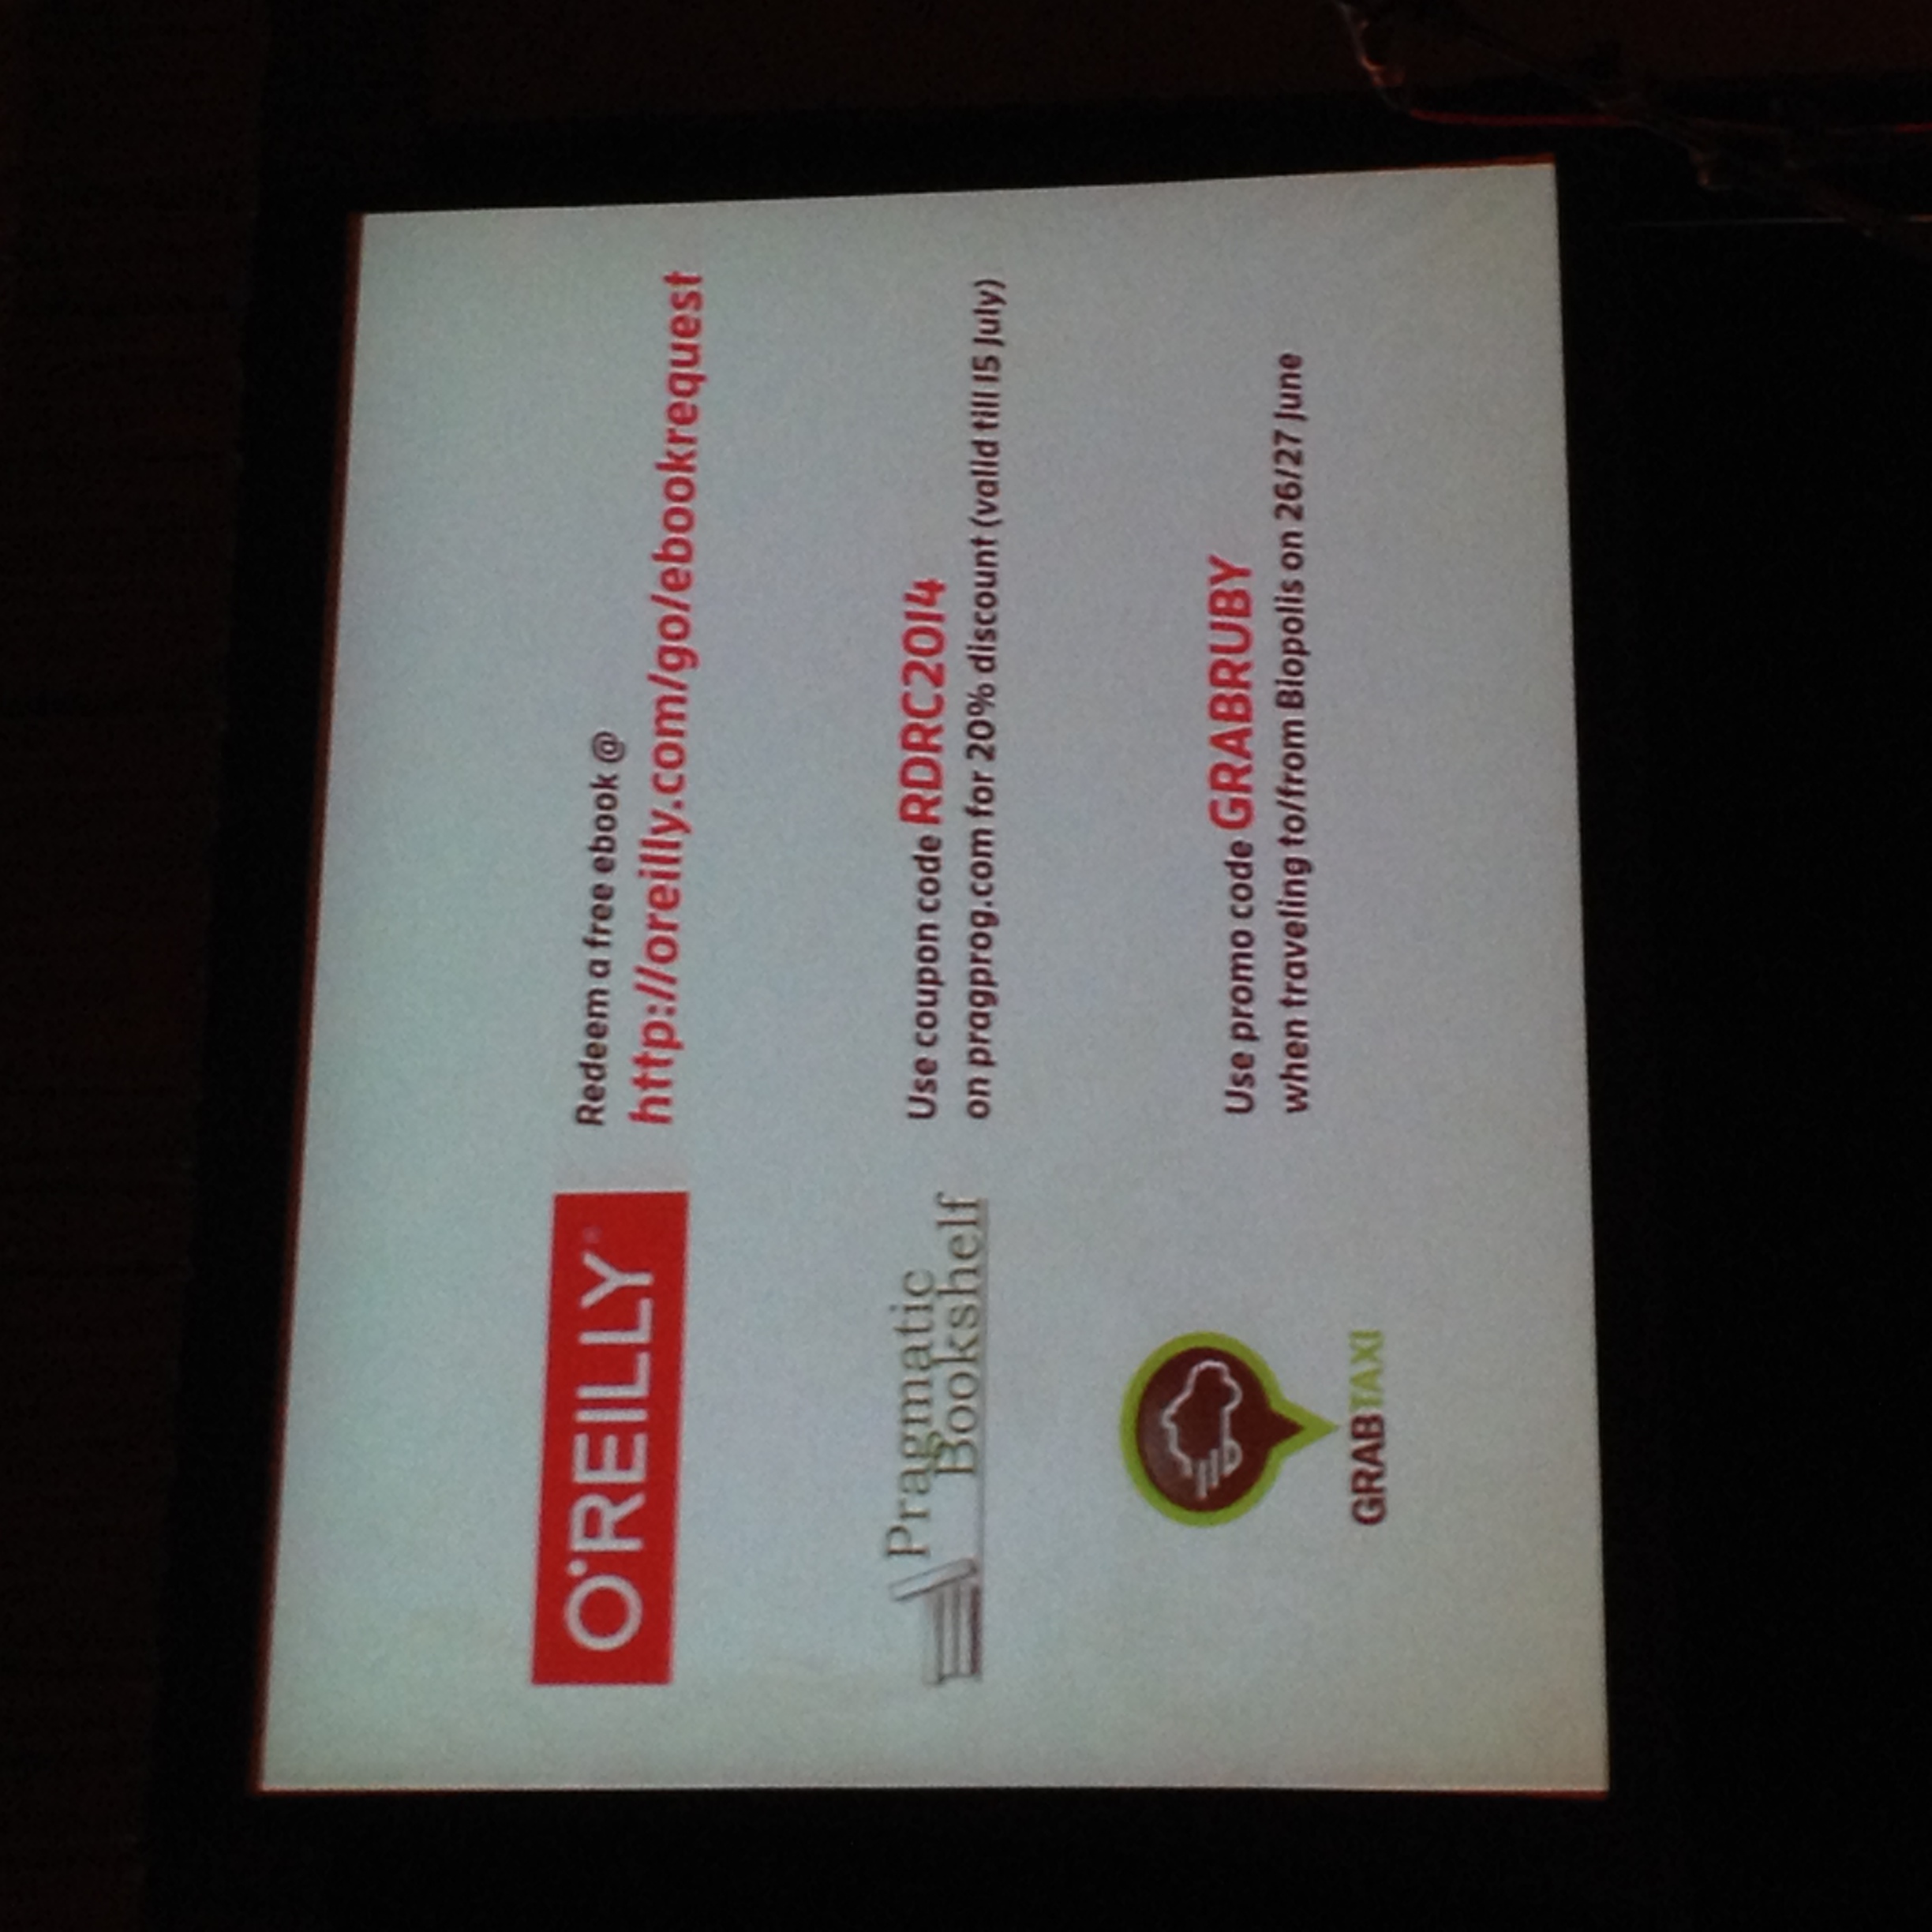 O'REILLY®
Redeem a free ebook @
http://oreilly.com/go/ebookrequest
Pragmatic
Bookshelf
Use coupon code RDRC2014
on pragprog.com for 20% discount (valid till 15 July)
GRABTAXI
Use promo code GRABRUBY
when traveling to/from Biopolis on 26/27 June